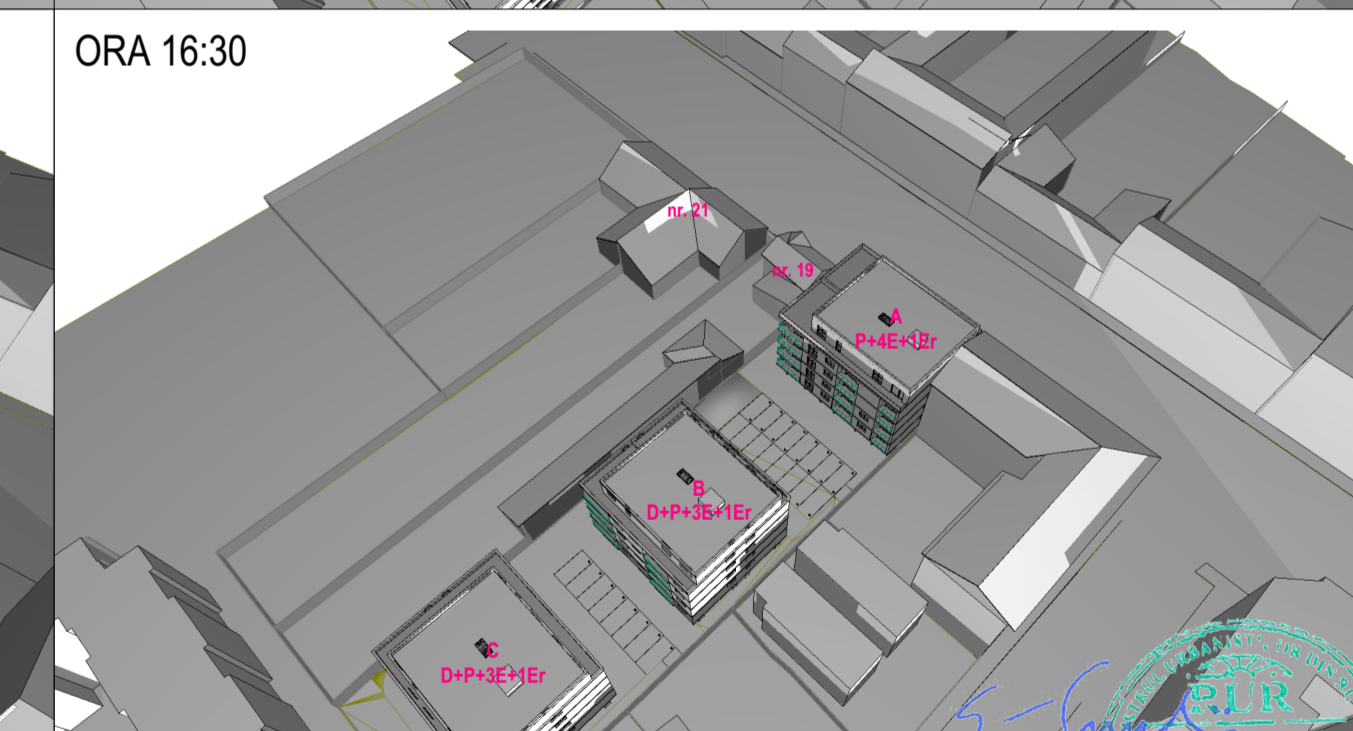 ORA 16:30
nr. 21
nr. 19
A
P+4E+1Er
B
D+P+3E+1Er
C
D+P+3E+1Er
RUR